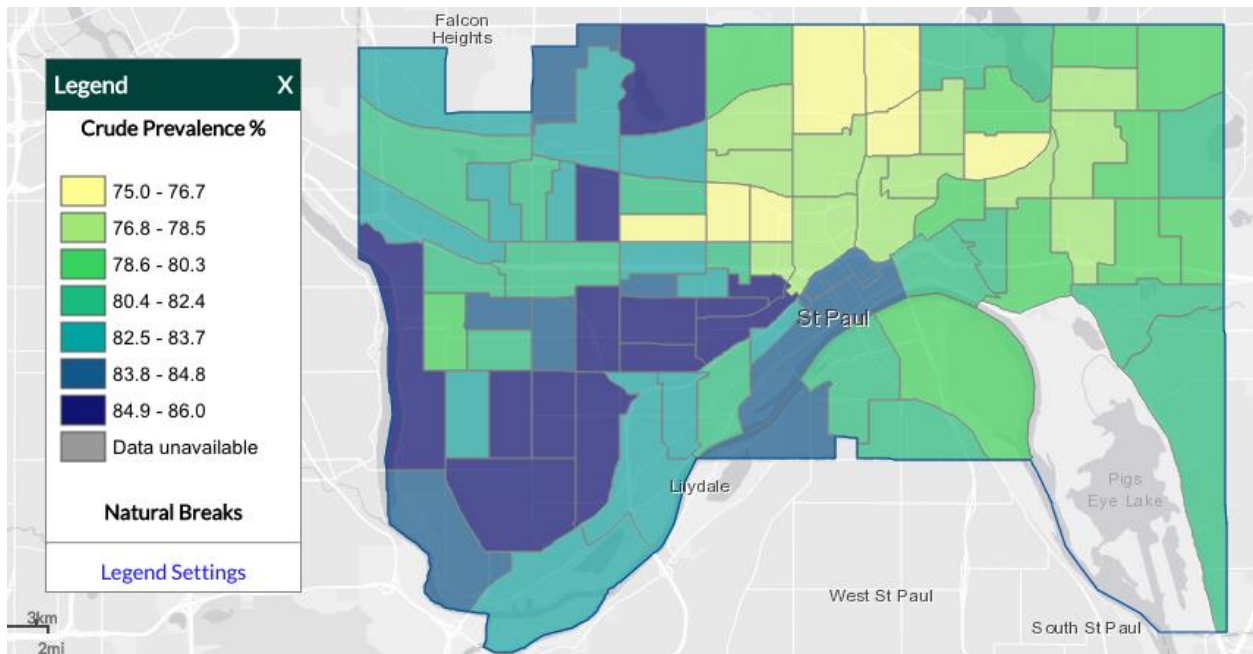 Falcon
Heights
Legend X
Crude Prevalence %
75.0 - 76.7
76.8 - 78.5
78.6 - 80.3
80.4 - 82.4
82.5 - 83.7
83.8 - 84.8
84.9 - 86.0
Data unavailable
Natural Breaks
Legend Settings
St Paul
Lilydale
Pigs
Eye Lake
West St Paul
South St Paul
3km
2mi